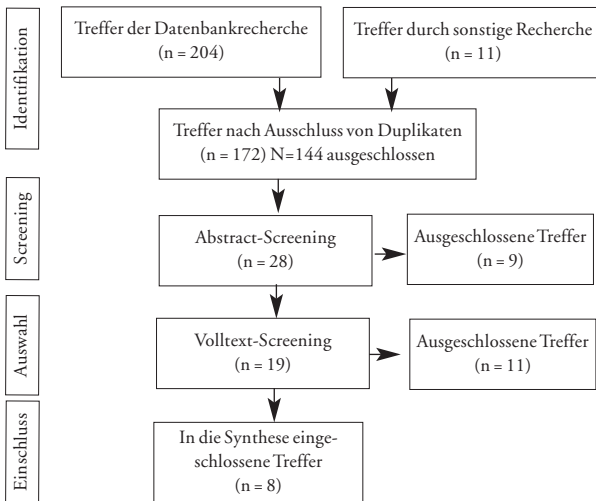 Identifikation
Treffer der Datenbankrecherche
(n = 204)
Treffer durch sonstige Recherche
(n = 11)
Treffer nach Ausschluss von Duplikaten
(n = 172) N=144 ausgeschlossen
Screening
Abstract-Screening
(n = 28)
Ausgeschlossene Treffer
(n = 9)
Auswahl
Volltext-Screening
(n = 19)
Ausgeschlossene Treffer
(n = 11)
Einschluss
In die Synthese einge-
schlossene Treffer
(n = 8)